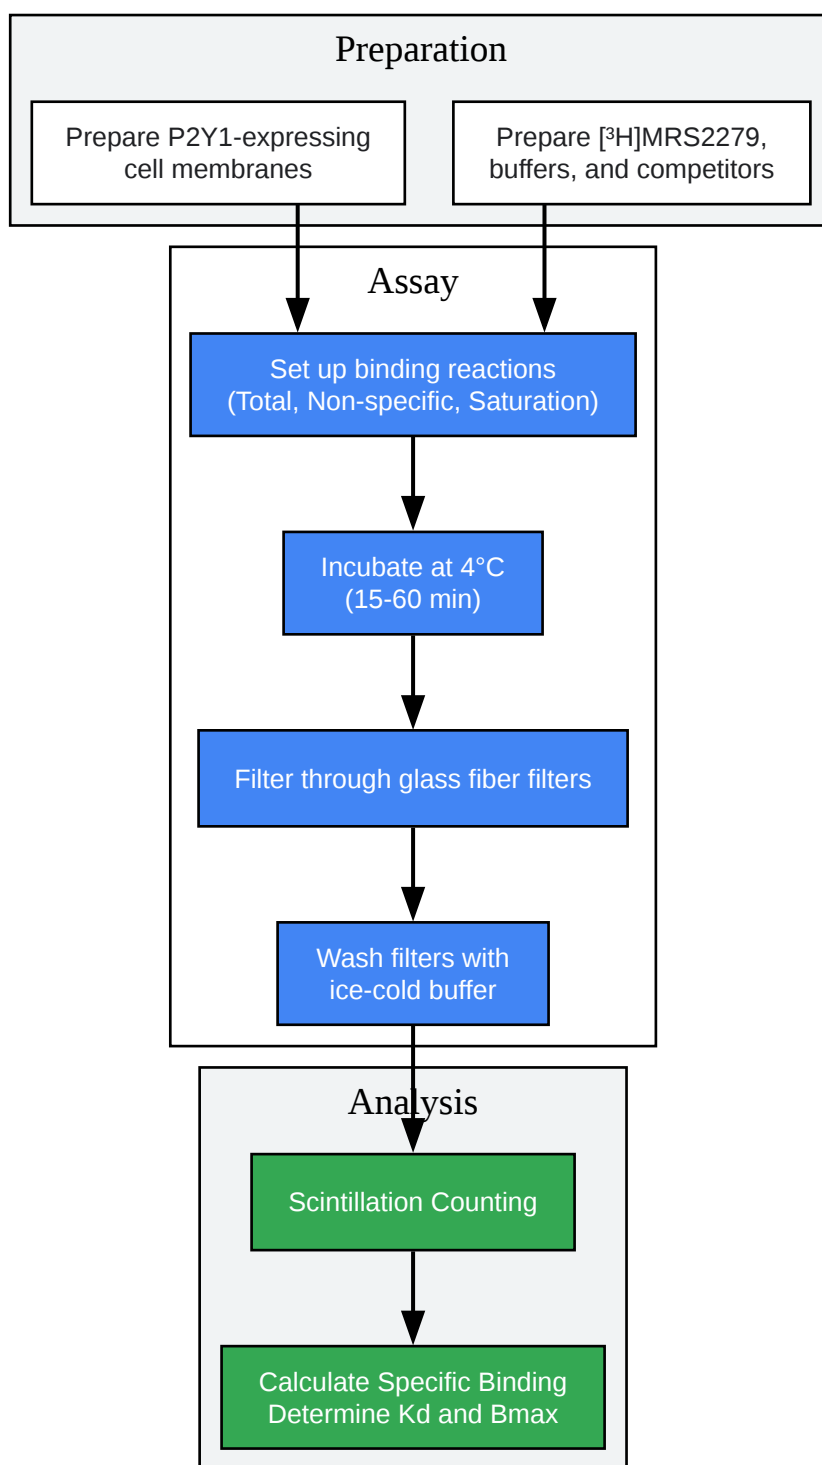 Preparation
Prepare P2Y1-expressing
cell membranes
Prepare [³H]MRS2279,
buffers, and competitors
Assay
Set up binding reactions
(Total, Non-specific, Saturation)
Incubate at 4°C
(15-60 min)
Filter through glass fiber filters
Wash filters with
ice-cold buffer
Analysis
Scintillation Counting
Calculate Specific Binding
Determine Kd and Bmax